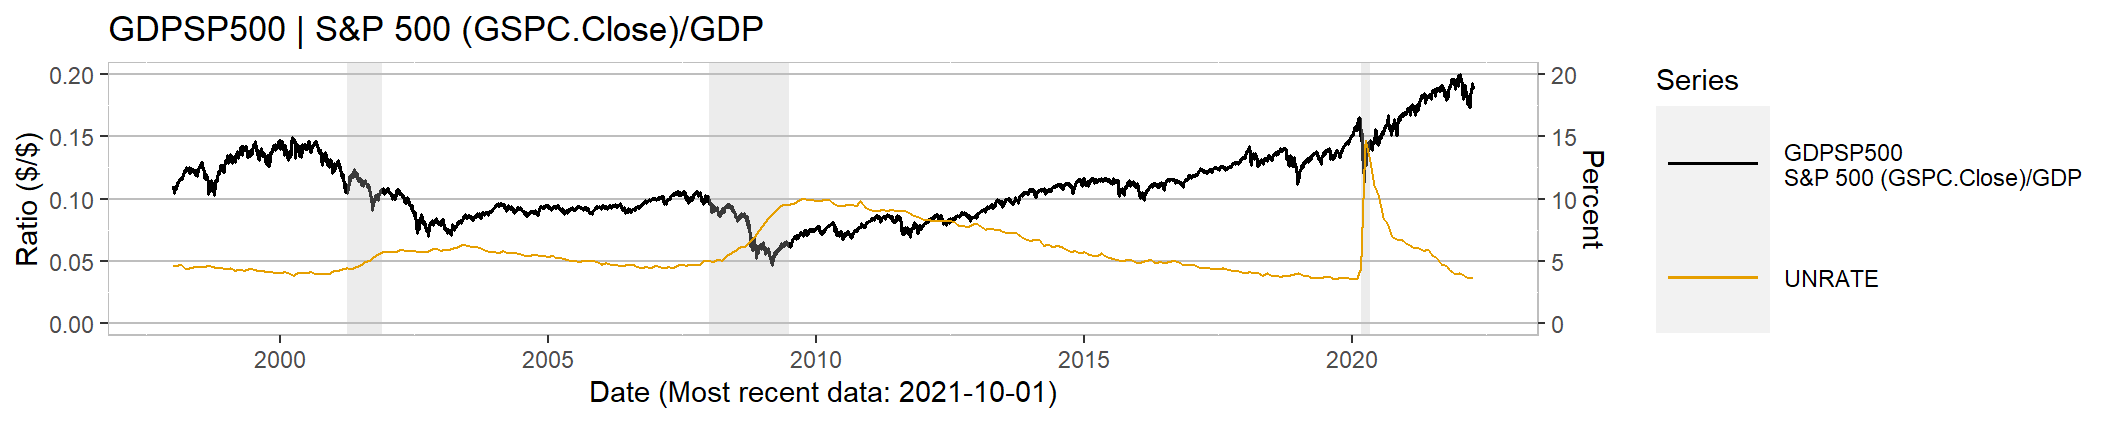 GDPSP500 | S&P 500 (GSPC.Close)/GDP
0.20
0.15
0.10
0.05
0.00
Ratio ($/$)
20
15
10
5
0
Percent
2000 2005 2010 2015 2020
Date (Most recent data: 2021-10-01)
Series
GDPSP500
S&P 500 (GSPC.Close)/GDP
UNRATE